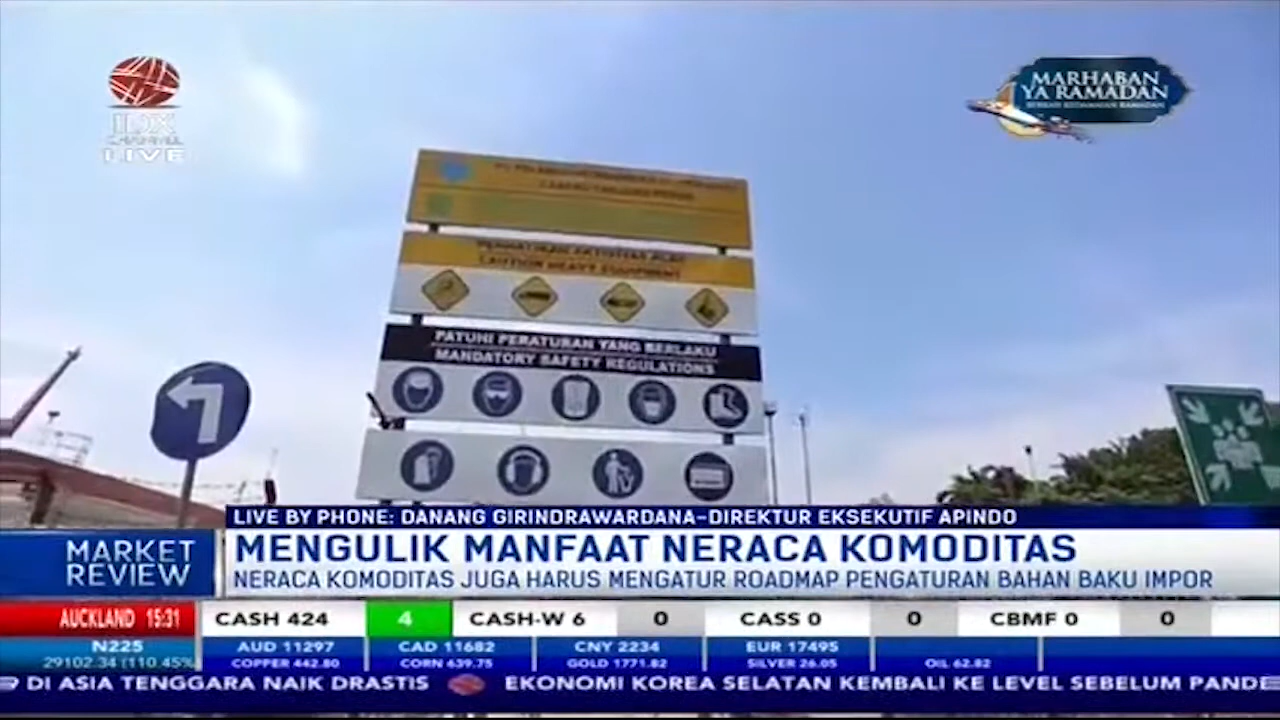 IDX
CHANNEL
LIVE
MARHABAN
YA RAMADAN
CAUTION HEAVY EQUIPMENT
PATUHI PERATURAN YANG BERLAKU
MANDATORY SAFETY REGULATIONS
LIVE BY PHONE: DANANG GIRINDRAWARDANA-DIREKTUR EKSEKUTIF APINDO
MARKET REVIEW
MENGULIK MANFAAT NERACA KOMODITAS
NERACA KOMODITAS JUGA HARUS MENGATUR ROADMAP PENGATURAN BAHAN BAKU IMPOR
AUCKLAND 15:31 CASH 424 4 CASH-W 6 0 CASS 0 0 CBMF 0 0
N225 AUD 11297 CAD 11682 CNY 2234 EUR 17495
29102.34 (110.45% COPPER 442.80 CORN 639.75 GOLD 1771.82 SILVER 26.05 OIL 62.82
DI ASIA TENGGARA NAIK DRASTIS EKONOMI KOREA SELATAN KEMBALI KE LEVEL SEBELUM PANDE